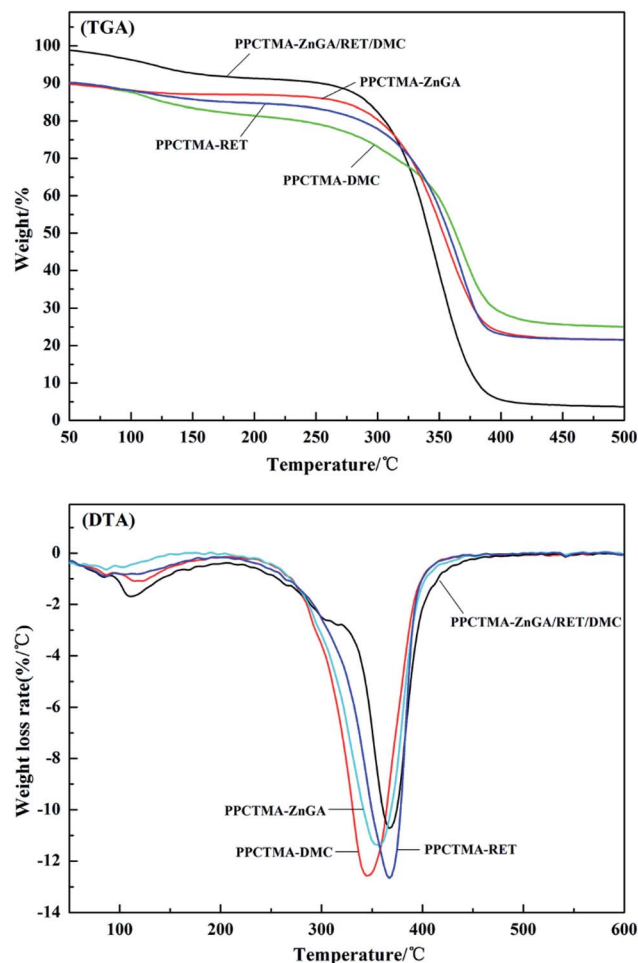 (TGA)
100
PPCTMA-ZnGA/RET/DMC
90
PPCTMA-ZnGA
80
PPCTMA-RET
70
PPCTMA-DMC
60
50
40
30
20
10
0
Weight/%
50 100 150 200 250 300 350 400 450 500
Temperature/℃
(DTA)
0
-2
PPCTMA-ZnGA/RET/DMC
-4
-6
-8
-10
PPCTMA-ZnGA
PPCTMA-DMC
PPCTMA-RET
-12
-14
Weight loss rate(%/℃)
100 200 300 400 500 600
Temperature/℃